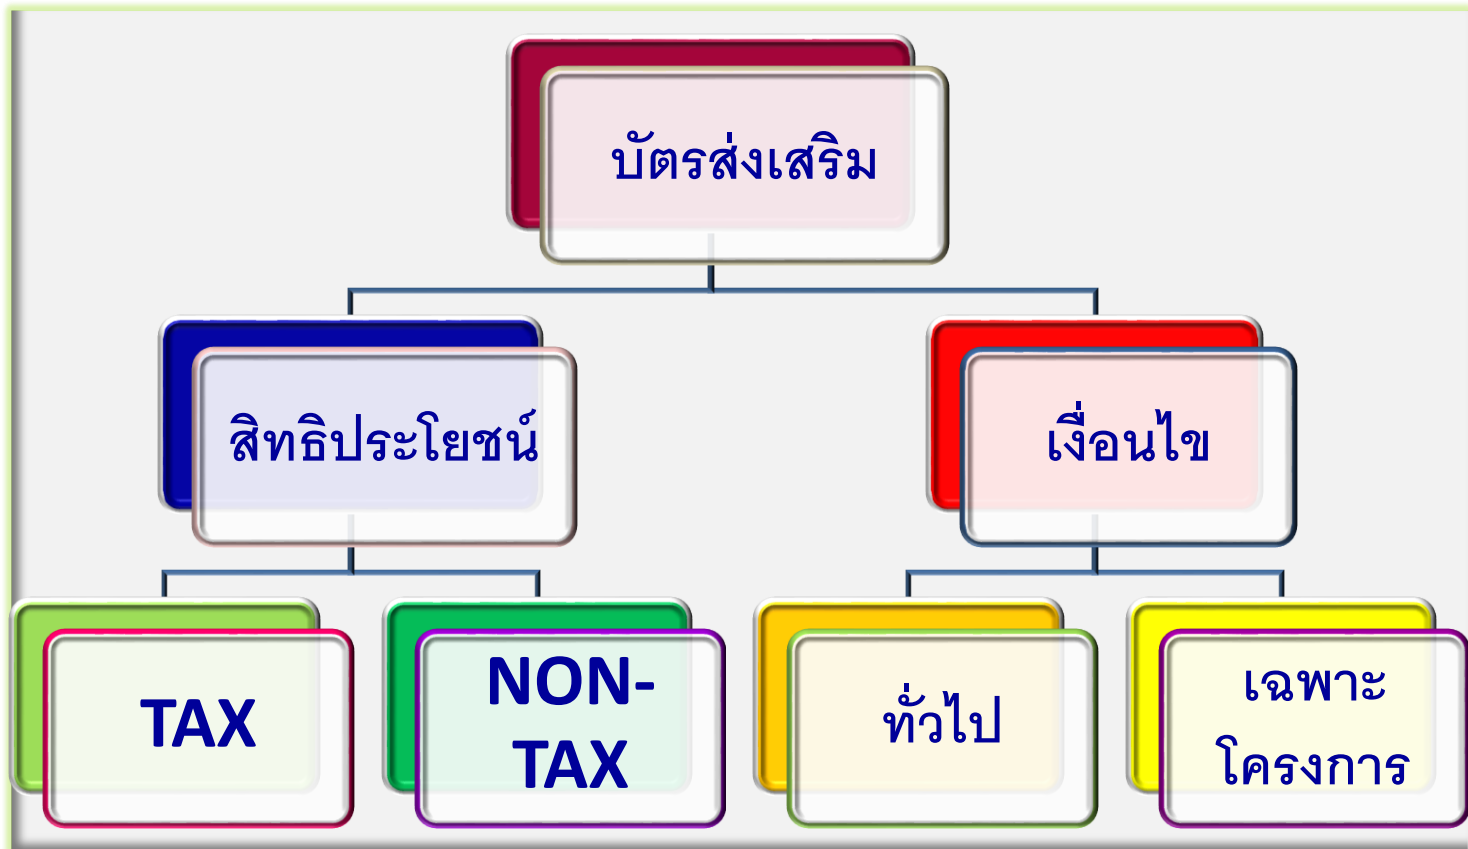 บัตรส่งเสริม
สิทธิประโยชน์
เงื่อนไข
TAX
NON-
TAX
ทั่วไป
เฉพาะ
โครงการ